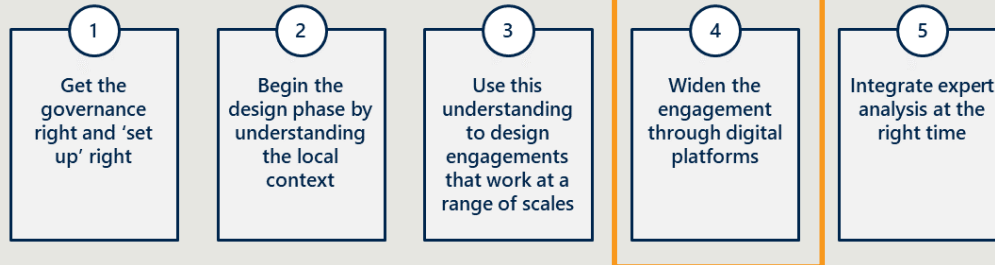 1
Get the
governance
right and ‘set
up’ right
2
Begin the
design phase by
understanding
the local
context
3
Use this
understanding
to design
engagements
that work at a
range of scales
4
Widen the
engagement
through digital
platforms
5
Integrate expert
analysis at the
right time